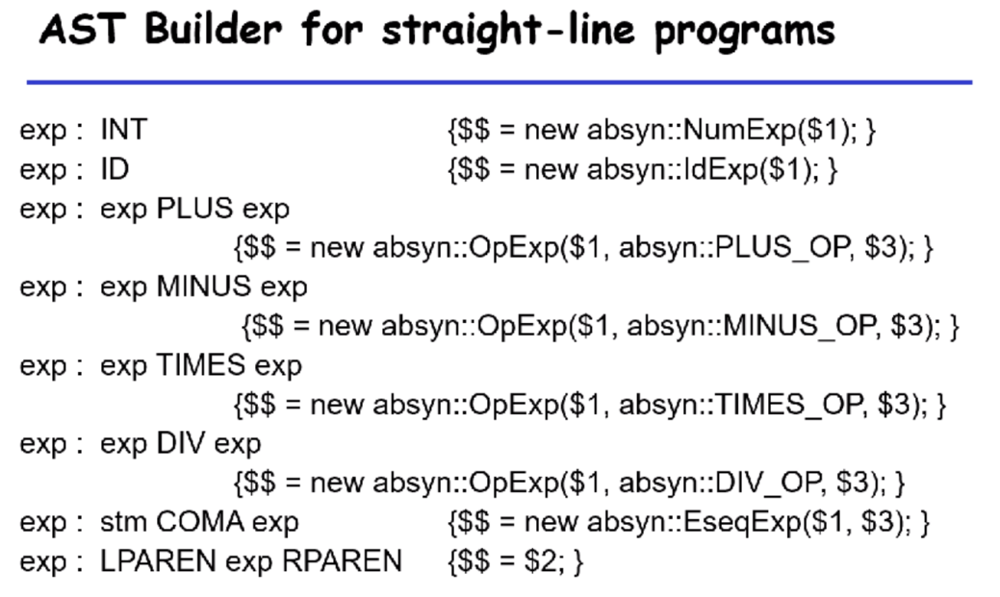 AST Builder for straight-line programs
exp : INT {$$ = new absyn::NumExp($1); }
exp : ID {$$ = new absyn::IdExp($1); }
exp : exp PLUS exp
{$$ = new absyn::OpExp($1, absyn::PLUS_OP, $3); }
exp : exp MINUS exp
{$$ = new absyn::OpExp($1, absyn::MINUS_OP, $3); }
exp : exp TIMES exp
{$$ = new absyn::OpExp($1, absyn::TIMES_OP, $3); }
exp : exp DIV exp
{$$ = new absyn::OpExp($1, absyn::DIV_OP, $3); }
exp : stm COMA exp {$$ = new absyn::EseqExp($1, $3); }
exp : LPAREN exp RPAREN {$$ = $2; }